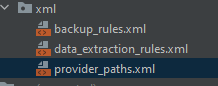 xml
backup_rules.xml
data_extraction_rules.xml
provider_paths.xml